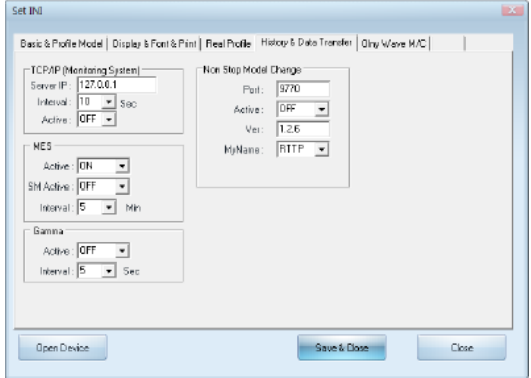 Set INI
Basic & Profile Model | Display & Font & Print | Real Profile | History & Data Transfer | Olny Wave M/C
TCP/IP (Monitoring System)
Server IP : 127.0.0.1
Interval : 10 Sec
Active : OFF
MES
Active : ON
SM Active : OFF
Interval : 5 Min
Gamma
Active : OFF
Interval : 5 Sec
Non Stop Model Change
Port : 9770
Active : OFF
Ver : 1.2.6
MyName : RTTP
Open Device
Save & Close
Close